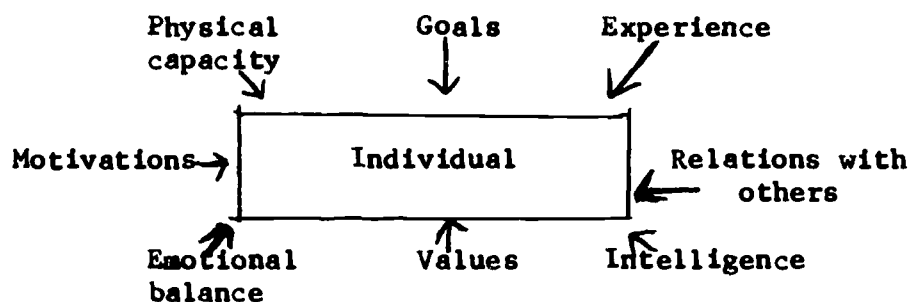 Physical capacity
Goals
Experience
Motivations
Individual
Relations with others
Emotional balance
Values
Intelligence